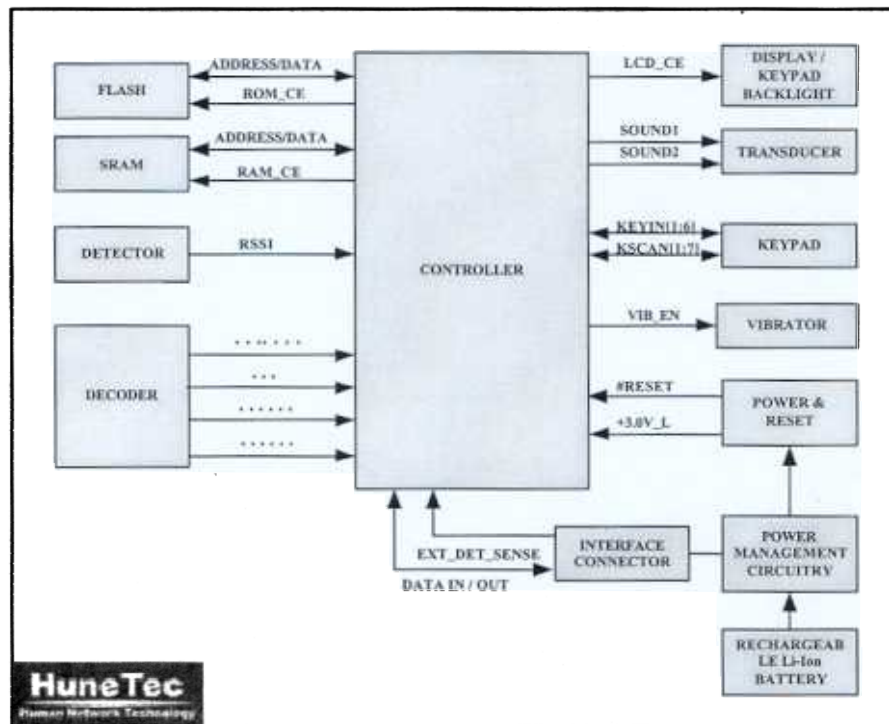 ADDRESS/DATA
FLASH
ROM_CE
ADDRESS/DATA
SRAM
RAM_CE
DETECTOR
RSSI
DECODER
CONTROLLER
LCD_CE
DISPLAY /
KEYPAD
BACKLIGHT
SOUND1
SOUND2
TRANSDUCER
KEYIN[1:6]
KSCAN[1:7]
KEYPAD
VIB_EN
VIBRATOR
#RESET
+3.0V_L
POWER &
RESET
EXT_DET_SENSE
DATA IN / OUT
INTERFACE
CONNECTOR
POWER
MANAGEMENT
CIRCUITRY
RECHARGEAB
LE Li-Ion
BATTERY
HuneTec
Human Network Technology